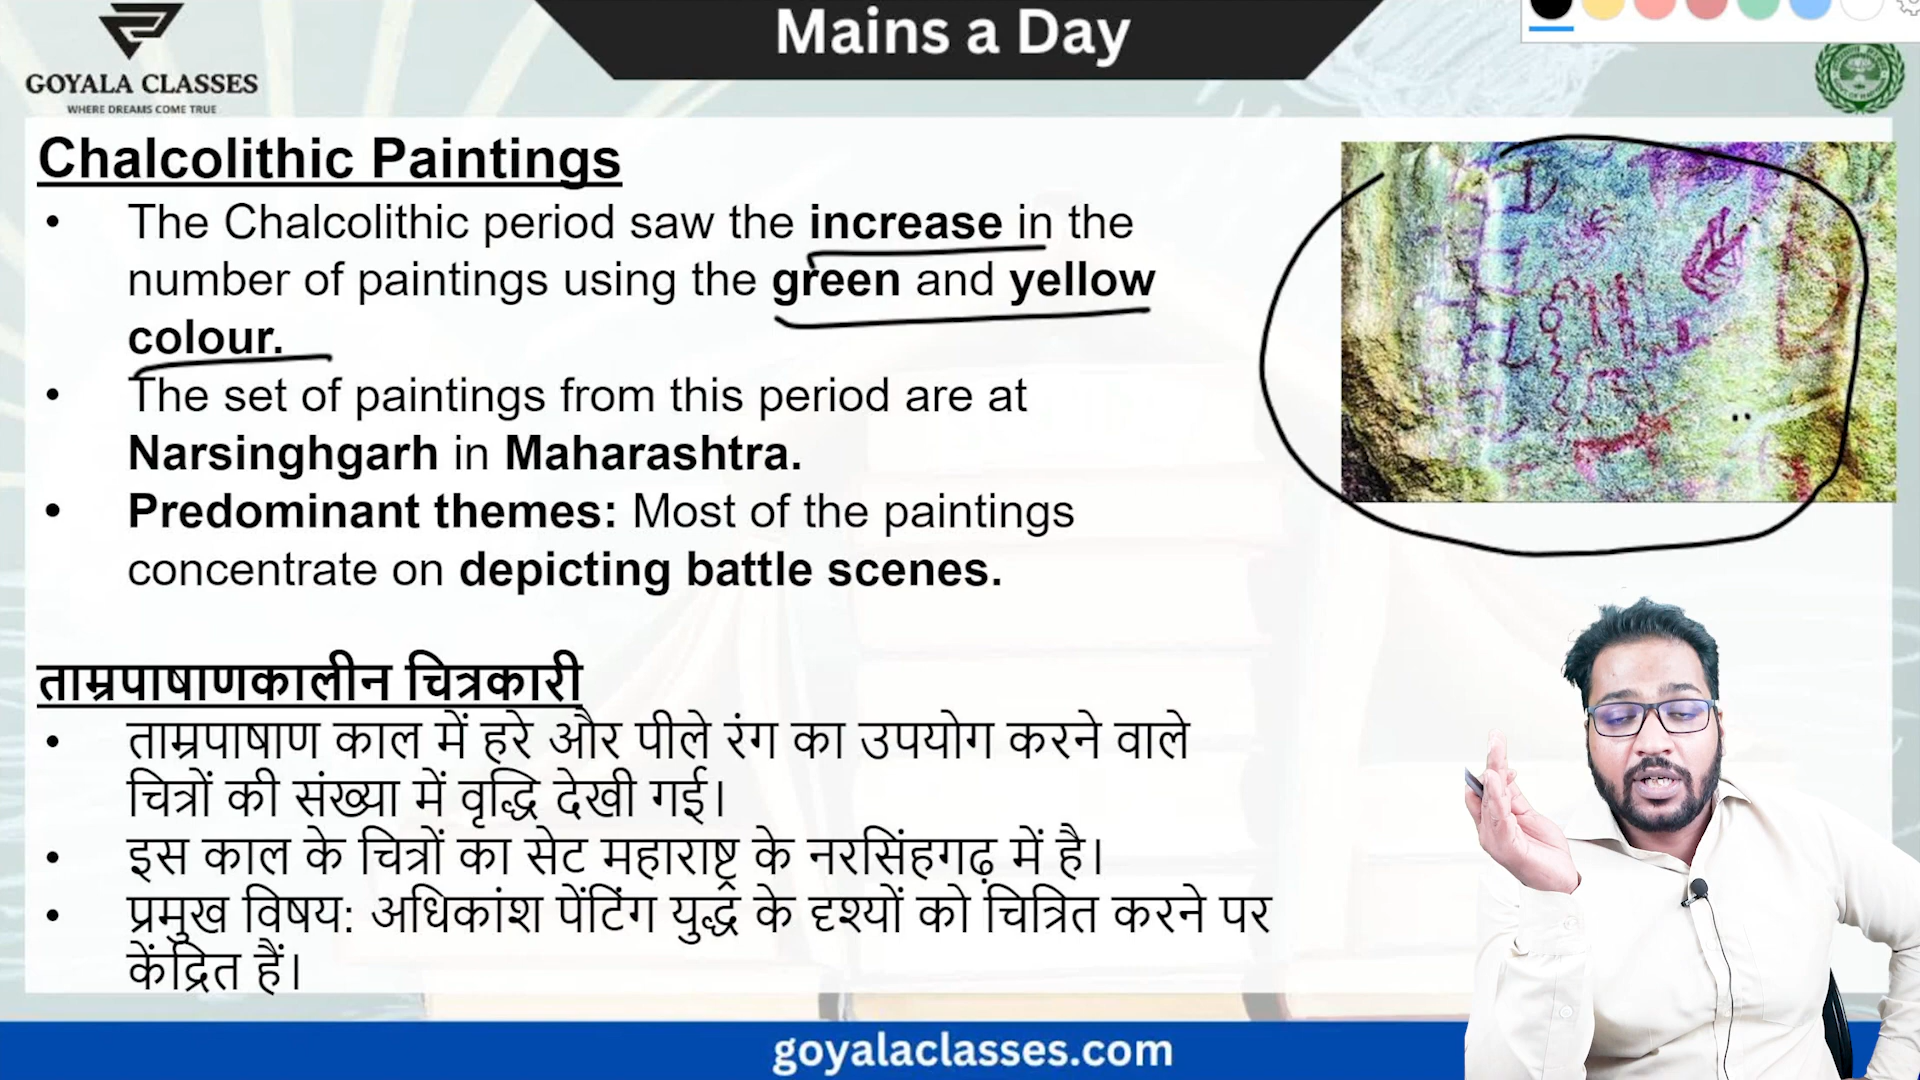 Mains a Day
GOYALA CLASSES
WHERE DREAMS COME TRUE
Chalcolithic Paintings
• The Chalcolithic period saw the increase in the
number of paintings using the green and yellow
colour.
• The set of paintings from this period are at
Narsinghgarh in Maharashtra.
• Predominant themes: Most of the paintings
concentrate on depicting battle scenes.
ताम्रपाषाणकालीन चित्रकारी
• ताम्रपाषाण काल में हरे और पीले रंग का उपयोग करने वाले
चित्रों की संख्या में वृद्धि देखी गई।
• इस काल के चित्रों का सेट महाराष्ट्र के नरसिंहगढ़ में है।
• प्रमुख विषय: अधिकांश पेंटिंग युद्ध के दृश्यों को चित्रित करने पर
केंद्रित हैं।
goyalaclasses.com